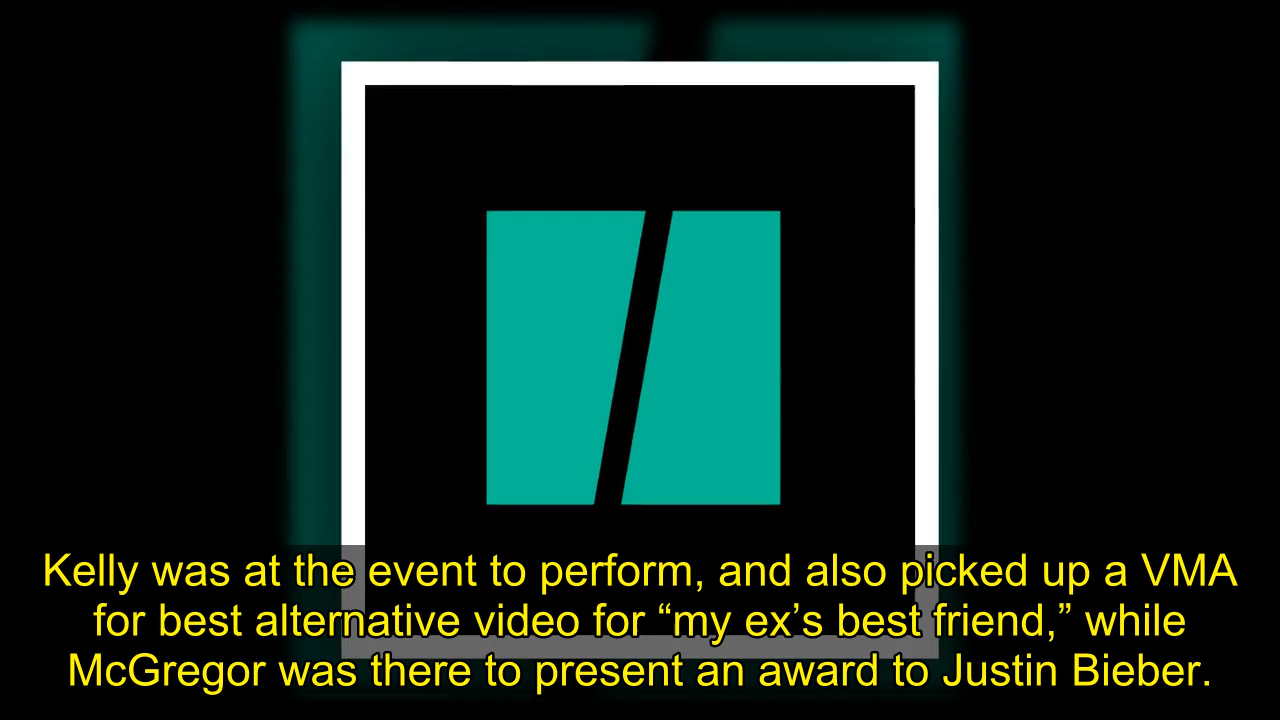 Kelly was at the event to perform, and also picked up a VMA
for best alternative video for “my ex’s best friend,” while
McGregor was there to present an award to Justin Bieber.